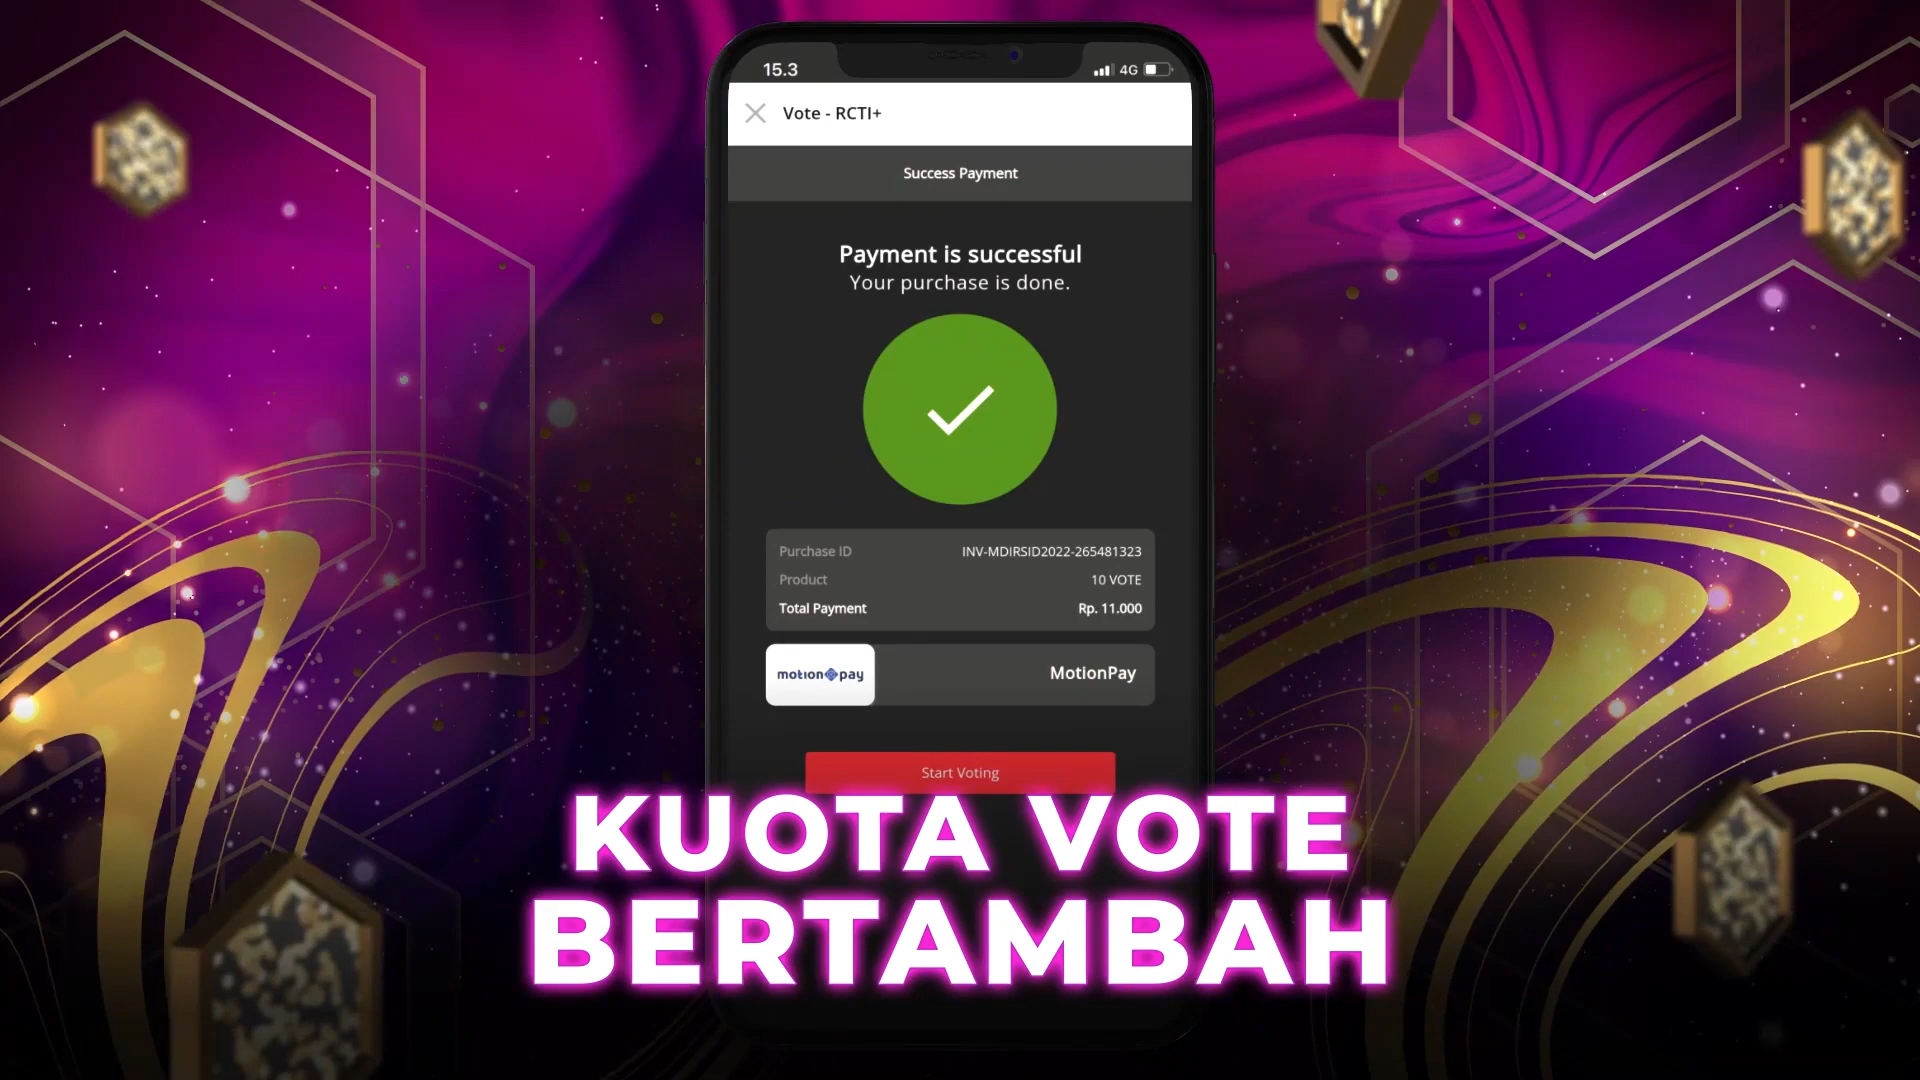 15.3
4G
Vote - RCTI+
Success Payment
Payment is successful
Your purchase is done.
Purchase ID INV-MDIRSID2022-265481323
Product 10 VOTE
Total Payment Rp. 11.000
motion pay MotionPay
Start Voting
KUOTA VOTE
BERTAMBAH